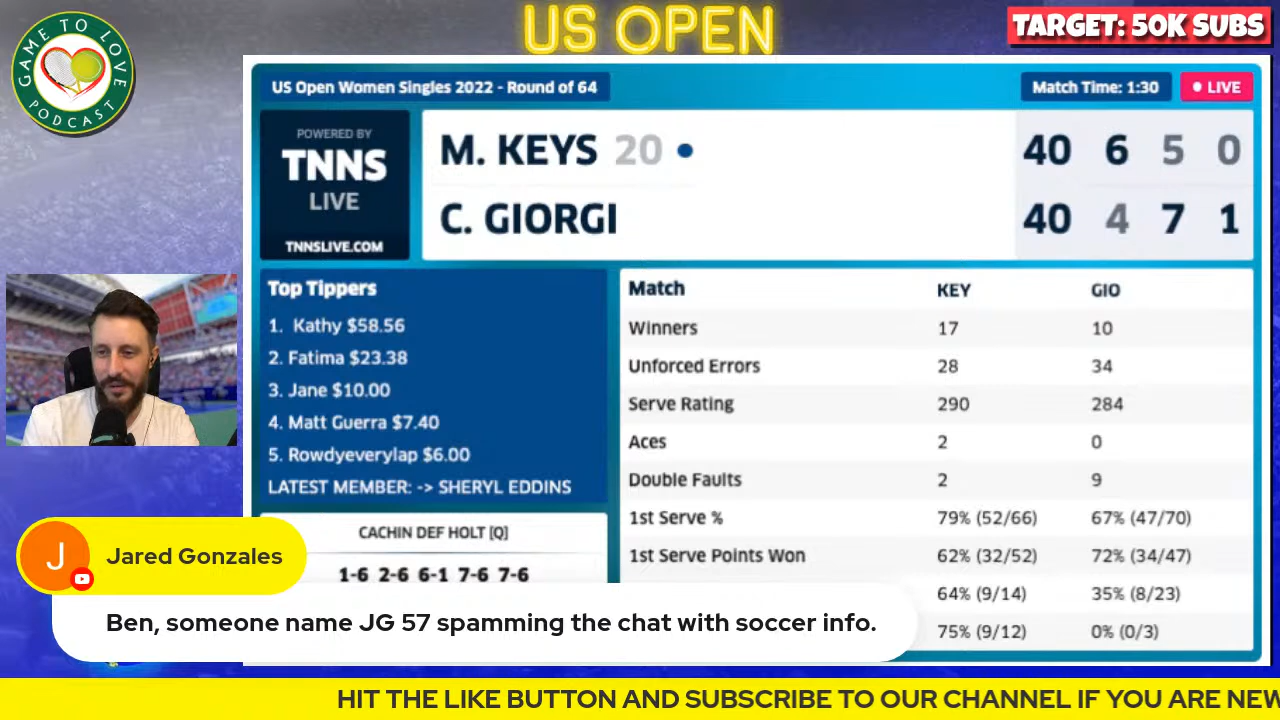 GAME TO LOVE
PODCAST
US OPEN
TARGET: 50K SUBS
US Open Women Singles 2022 - Round of 64
Match Time: 1:30
LIVE
POWERED BY
TNNS
LIVE
TNNSLIVE.COM
M. KEYS 20 40 6 5 0
C. GIORGI 40 4 7 1
Top Tippers
1. Kathy $58.56
2. Fatima $23.38
3. Jane $10.00
4. Matt Guerra $7.40
5. Rowdyeverylap $6.00
LATEST MEMBER: -> SHERYL EDDINS
CACHIN DEF HOLT [Q]
1-6 2-6 6-1 7-6 7-6
Match KEY GIO
Winners 17 10
Unforced Errors 28 34
Serve Rating 290 284
Aces 2 0
Double Faults 2 9
1st Serve % 79% (52/66) 67% (47/70)
1st Serve Points Won 62% (32/52) 72% (34/47)
64% (9/14) 35% (8/23)
75% (9/12) 0% (0/3)
J
Jared Gonzales
Ben, someone name JG 57 spamming the chat with soccer info.
HIT THE LIKE BUTTON AND SUBSCRIBE TO OUR CHANNEL IF YOU ARE NEW